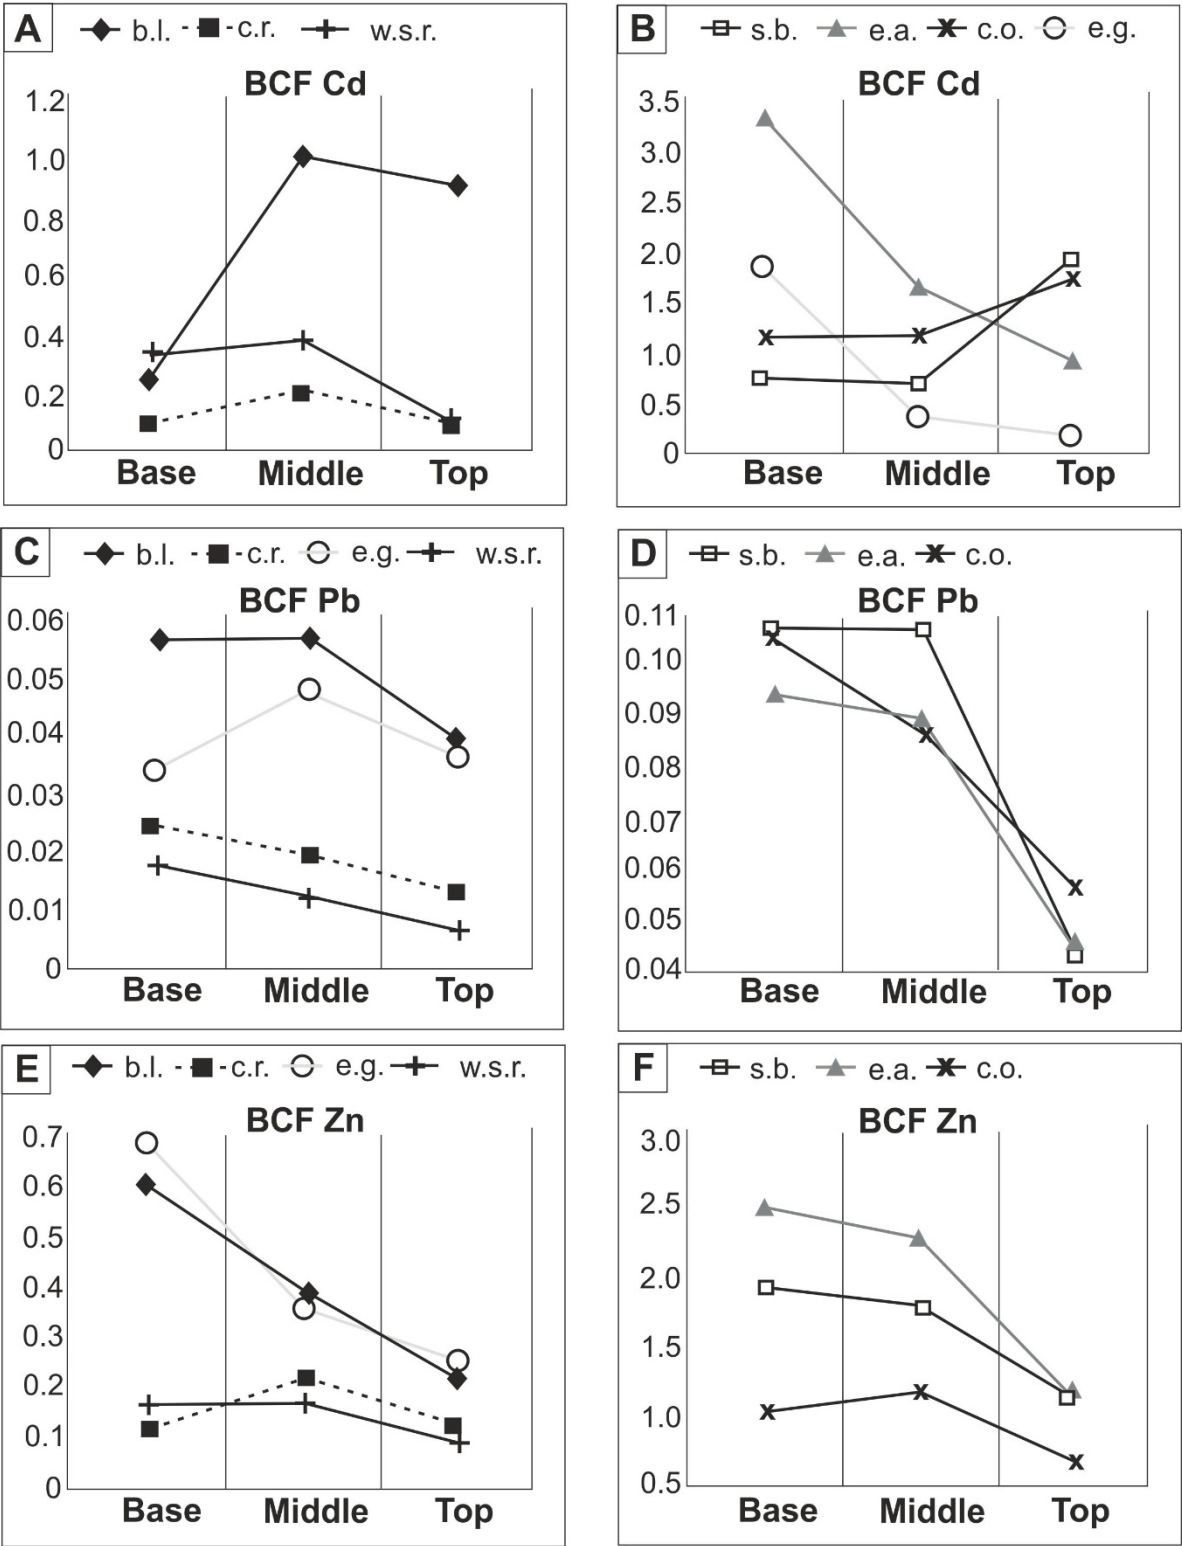 A b.l. c.r. w.s.r.
BCF Cd
1.2
1.0
0.8
0.6
0.4
0.2
0
Base Middle Top
B s.b. e.a. c.o. e.g.
BCF Cd
3.5
3.0
2.5
2.0
1.5
1.0
0.5
0
Base Middle Top
C b.l. c.r. e.g. w.s.r.
BCF Pb
0.06
0.05
0.04
0.03
0.02
0.01
0
Base Middle Top
D s.b. e.a. c.o.
BCF Pb
0.11
0.10
0.09
0.08
0.07
0.06
0.05
0.04
Base Middle Top
E b.l. c.r. e.g. w.s.r.
BCF Zn
0.7
0.6
0.5
0.4
0.3
0.2
0.1
0
Base Middle Top
F s.b. e.a. c.o.
BCF Zn
3.0
2.5
2.0
1.5
1.0
0.5
Base Middle Top